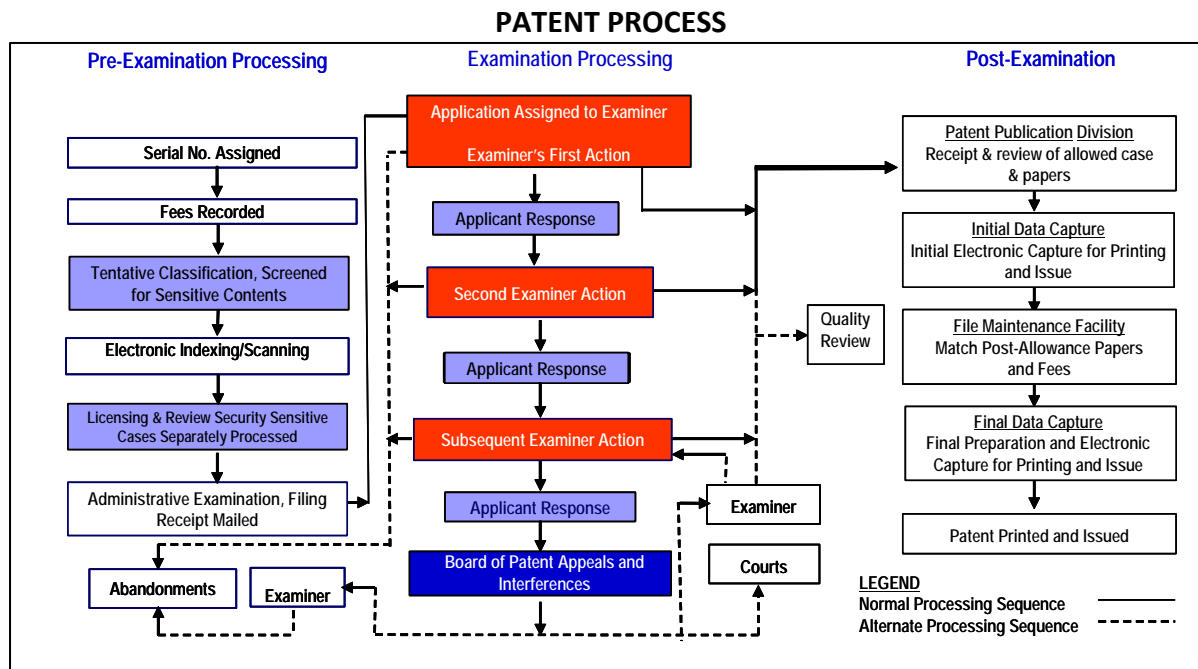 PATENT PROCESS
Pre-Examination Processing
Serial No. Assigned
Fees Recorded
Tentative Classification, Screened
for Sensitive Contents
Electronic Indexing/Scanning
Licensing & Review Security Sensitive
Cases Separately Processed
Administrative Examination, Filing
Receipt Mailed
Abandonments
Examiner
Examination Processing
Application Assigned to Examiner
Examiner's First Action
Applicant Response
Second Examiner Action
Applicant Response
Subsequent Examiner Action
Applicant Response
Board of Patent Appeals and
Interferences
Quality
Review
Examiner
Courts
Post-Examination
Patent Publication Division
Receipt & review of allowed case
& papers
Initial Data Capture
Initial Electronic Capture for Printing
and Issue
File Maintenance Facility
Match Post-Allowance Papers
and Fees
Final Data Capture
Final Preparation and Electronic
Capture for Printing and Issue
Patent Printed and Issued
LEGEND
Normal Processing Sequence
Alternate Processing Sequence